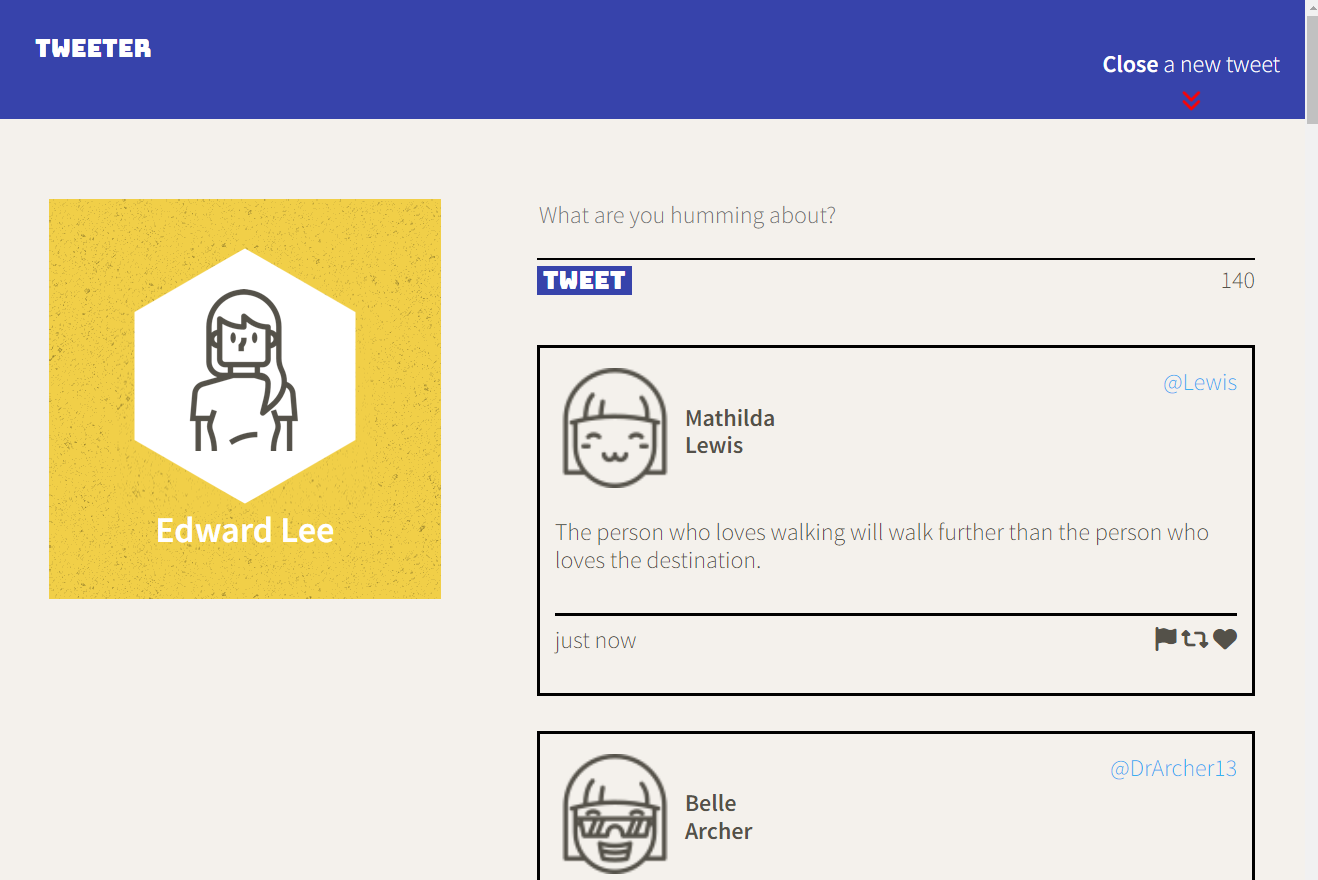 TWEETER
Close a new tweet
Edward Lee
What are you humming about?
TWEET
140
@Lewis
Mathilda
Lewis
The person who loves walking will walk further than the person who
loves the destination.
just now
@DrArcher13
Belle
Archer